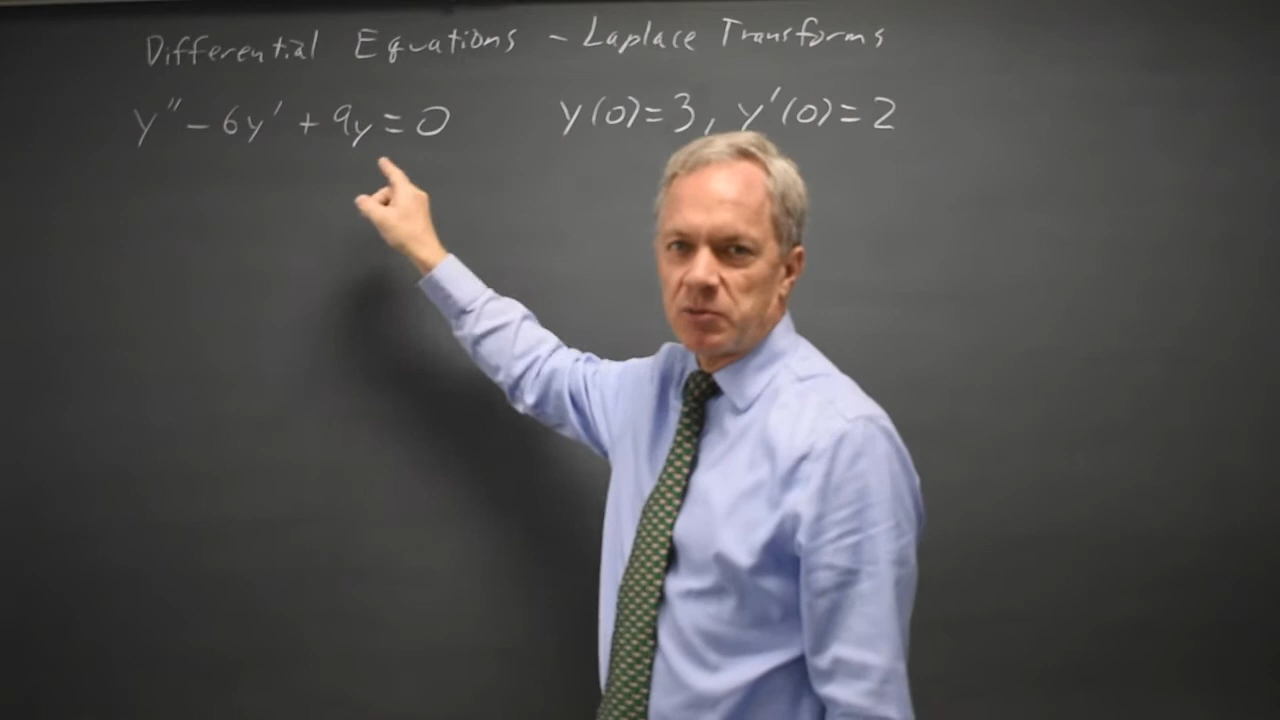 Differential Equations - Laplace Transforms
y" - 6y' + 9y = 0 y(0)=3, y'(0)=2